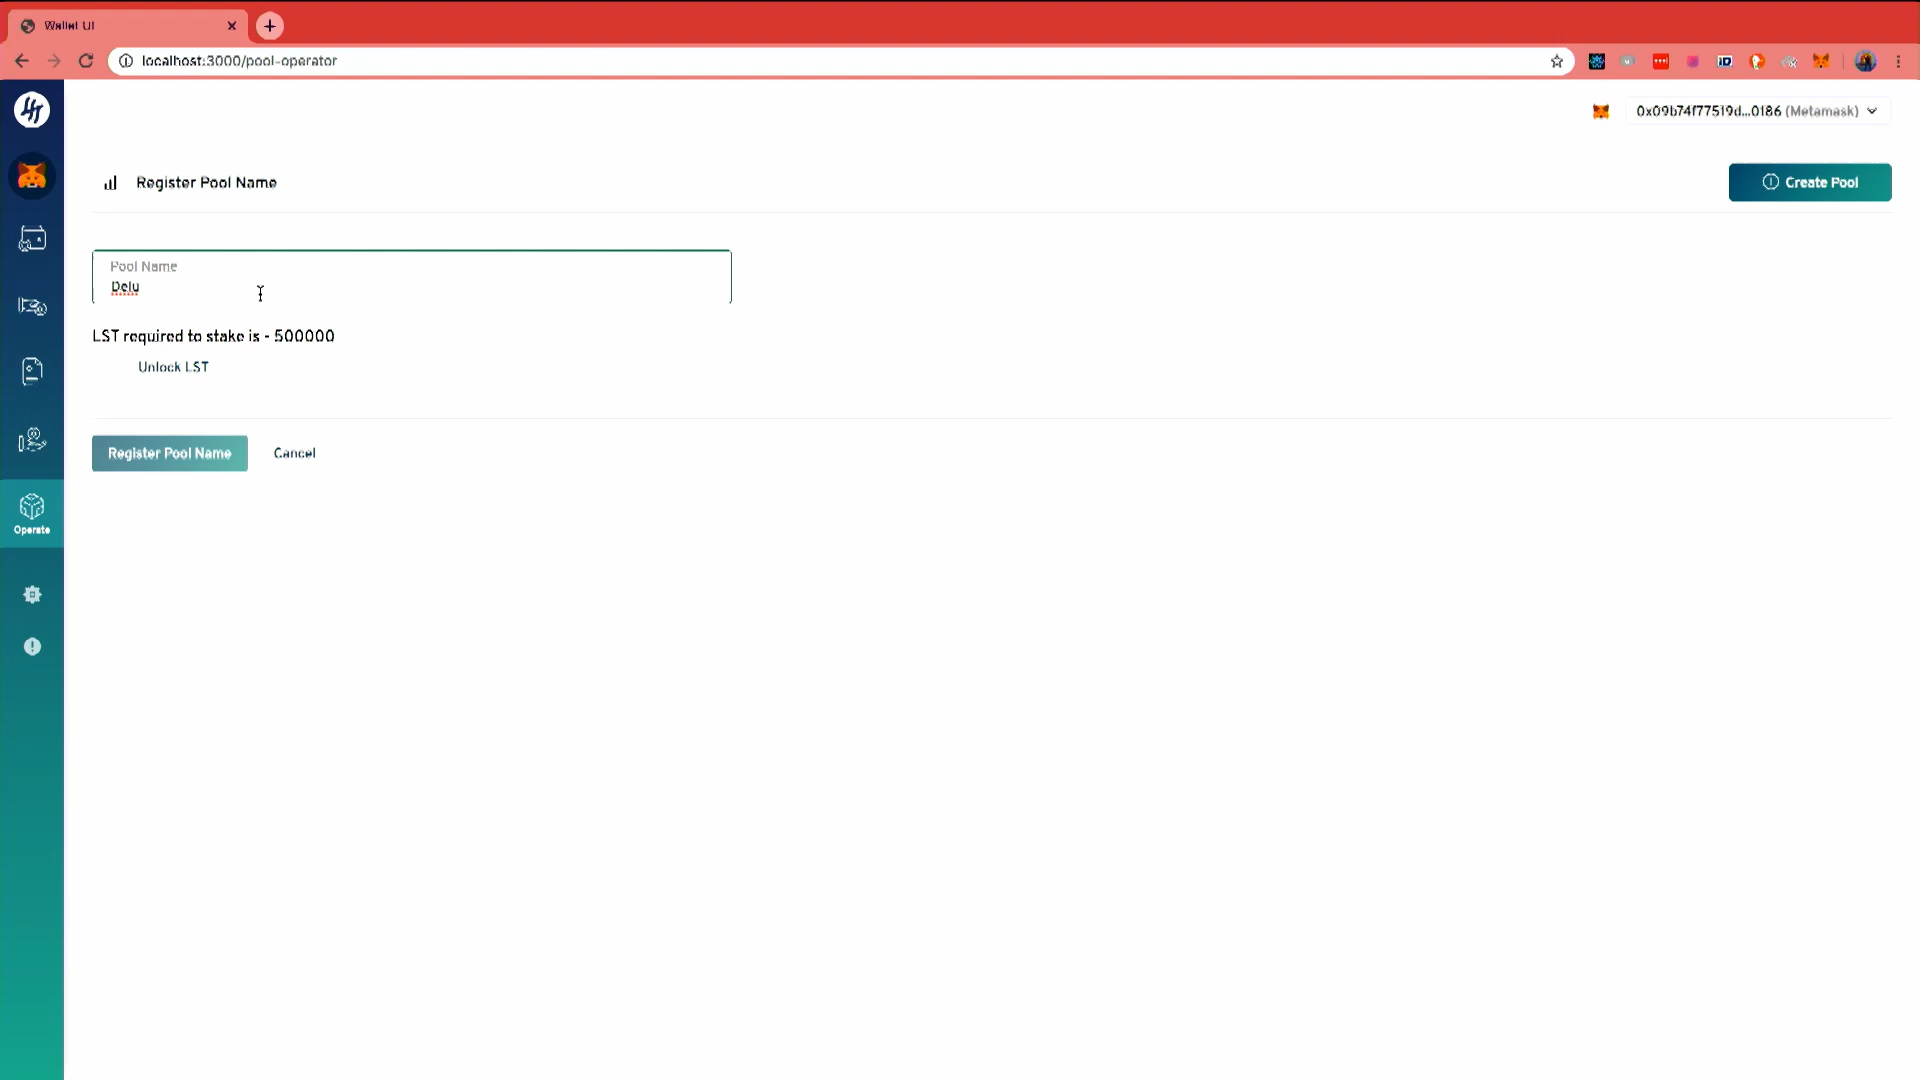 Wallet UI
localhost:3000/pool-operator
0x09b74f77519d...0186 (Metamask)
Register Pool Name
Create Pool
Pool Name
Delu
LST required to stake is - 500000
Unlock LST
Register Pool Name
Cancel
Operate